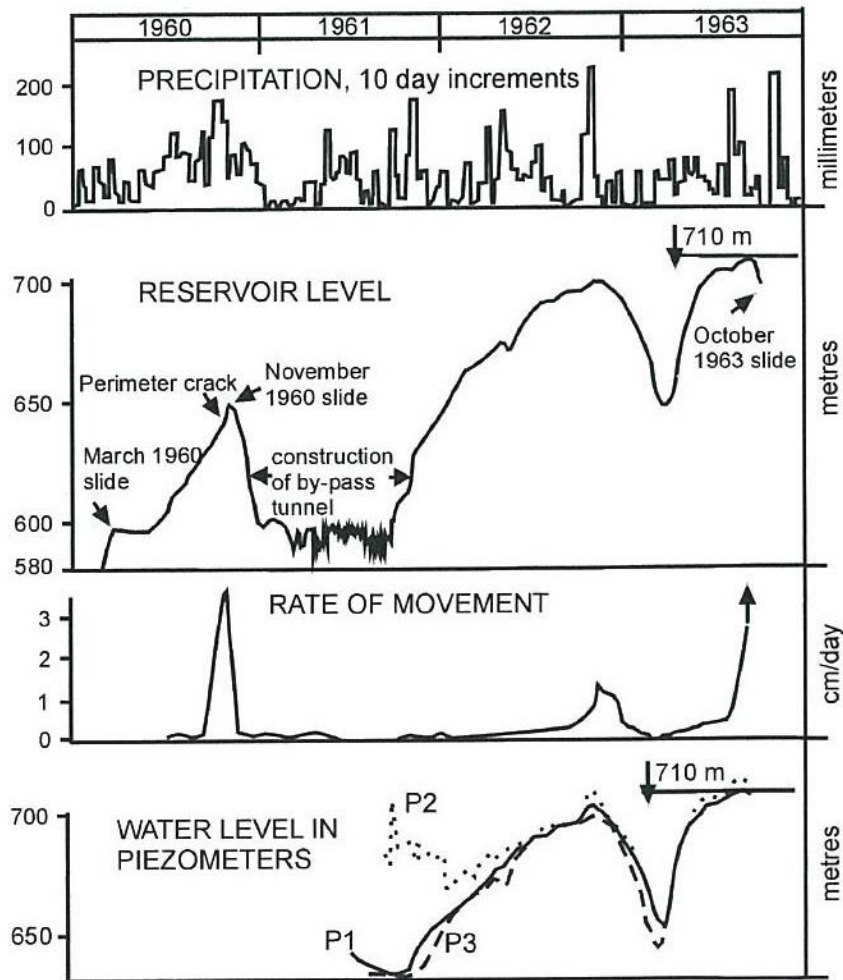 1960 1961 1962 1963
PRECIPITATION, 10 day increments
200
100
0
millimeters
710 m
700
RESERVOIR LEVEL
October
1963 slide
November
1960 slide
Perimeter crack
650
March 1960
slide
construction
of by-pass
tunnel
600
580
metres
RATE OF MOVEMENT
3
2
1
0
cm/day
710 m
700
P2
WATER LEVEL IN
PIEZOMETERS
650
P1
P3
metres